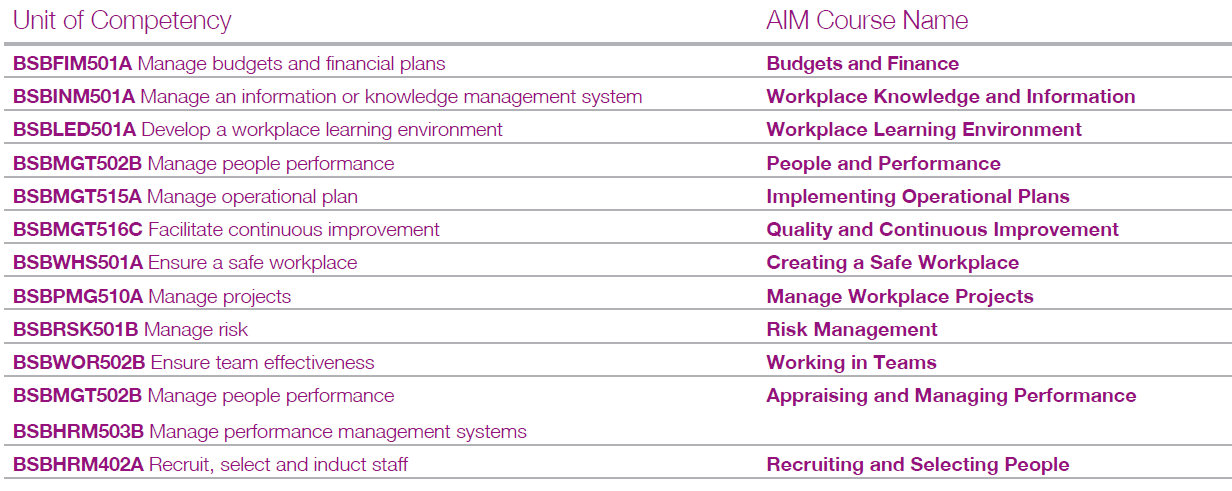 Unit of Competency AIM Course Name
BSBFIM501A Manage budgets and financial plans Budgets and Finance
BSBINM501A Manage an information or knowledge management system Workplace Knowledge and Information
BSBLED501A Develop a workplace learning environment Workplace Learning Environment
BSBMGT502B Manage people performance People and Performance
BSBMGT515A Manage operational plan Implementing Operational Plans
BSBMGT516C Facilitate continuous improvement Quality and Continuous Improvement
BSBWHS501A Ensure a safe workplace Creating a Safe Workplace
BSBPMG510A Manage projects Manage Workplace Projects
BSBRSK501B Manage risk Risk Management
BSBWOR502B Ensure team effectiveness Working in Teams
BSBMGT502B Manage people performance Appraising and Managing Performance
BSBHRM503B Manage performance management systems
BSBHRM402A Recruit, select and induct staff Recruiting and Selecting People